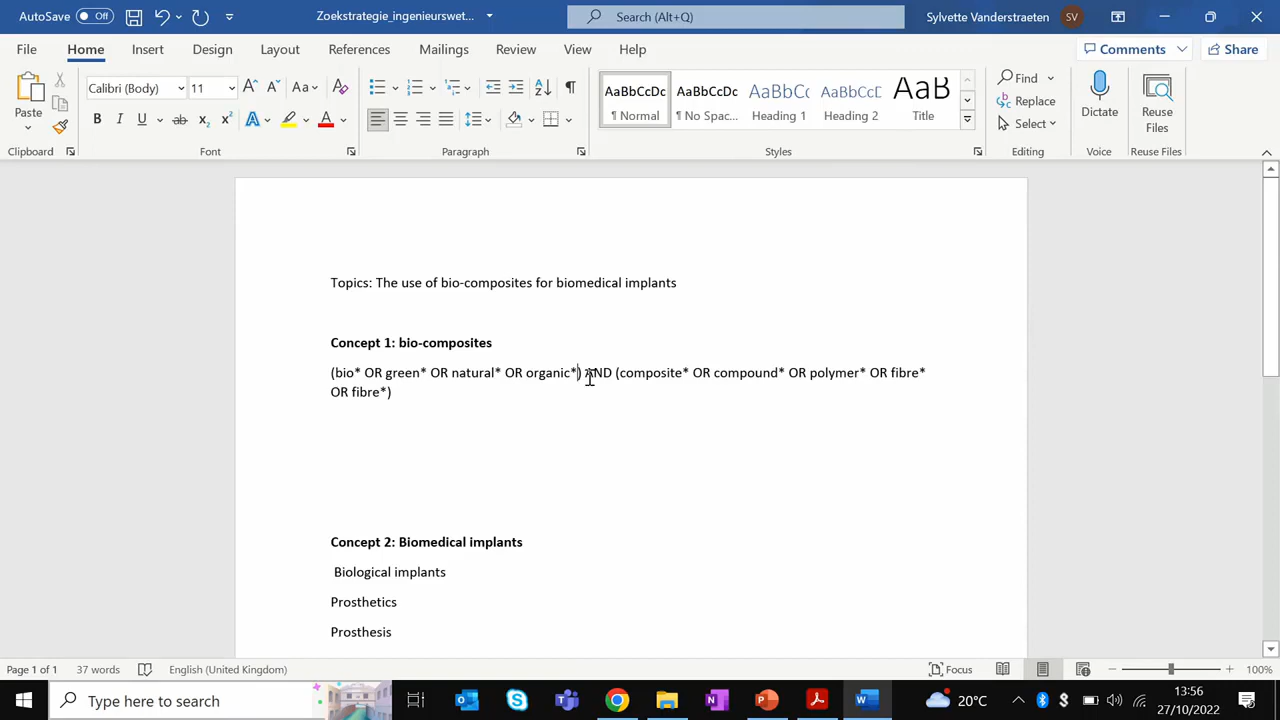 AutoSave Off
Zoekstrategie_ingenieurswet...
Search (Alt+Q)
Sylvette Vanderstraeten SV
File Home Insert Design Layout References Mailings Review View Help
Comments Share
Paste
Calibri (Body) 11
AaBbCcDc AaBbCcDc AaBbCc AaBbCcD AaB
¶ Normal ¶ No Spac... Heading 1 Heading 2 Title
Find
Replace
Select
Dictate
Reuse Files
Clipboard Font Paragraph Styles Editing Voice Reuse Files
Topics: The use of bio-composites for biomedical implants
Concept 1: bio-composites
(bio* OR green* OR natural* OR organic*) AND (composite* OR compound* OR polymer* OR fibre*
OR fibre*)
Concept 2: Biomedical implants
Biological implants
Prosthetics
Prosthesis
Page 1 of 1 37 words English (United Kingdom) Focus 100%
Type here to search
20°C
13:56
27/10/2022